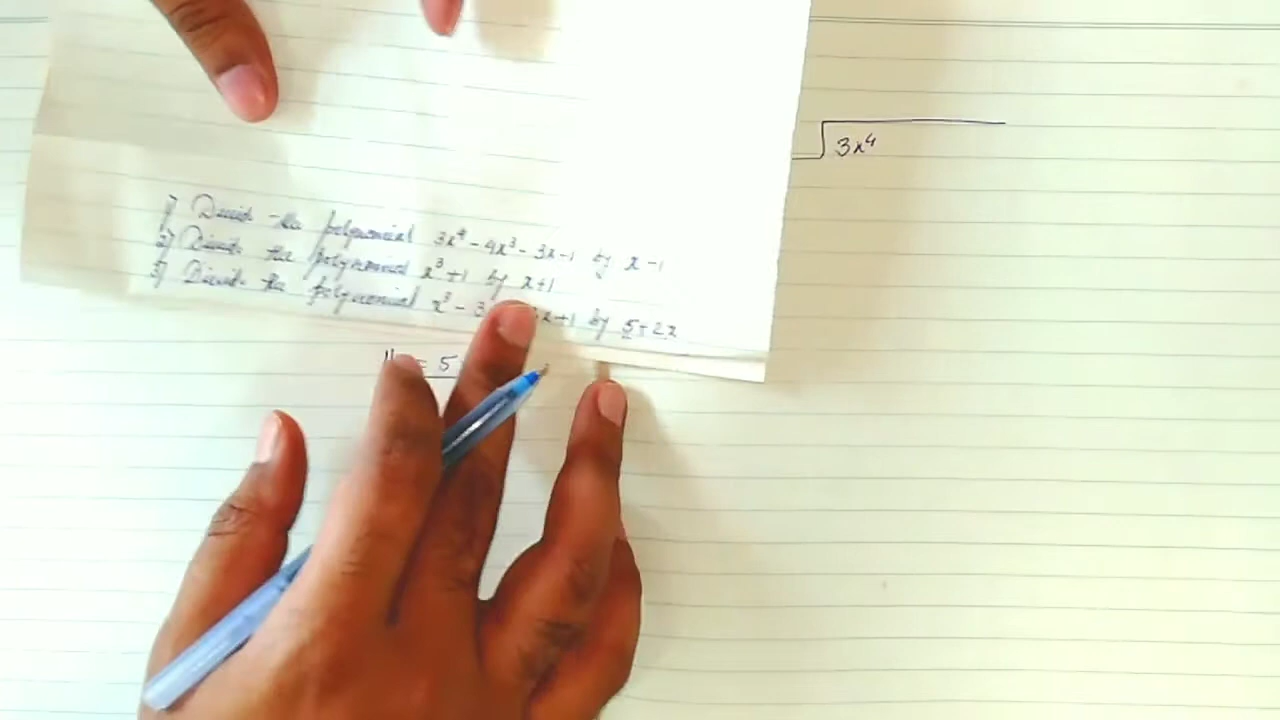 3x⁴
1) Divide the polynomial 3x⁴ - 4x³ - 3x - 1 by x - 1
2) Divide the polynomial x³ + 1 by x + 1
3) Divide the polynomial x³ - 3 x + 1 by 5 + 2x
= 5